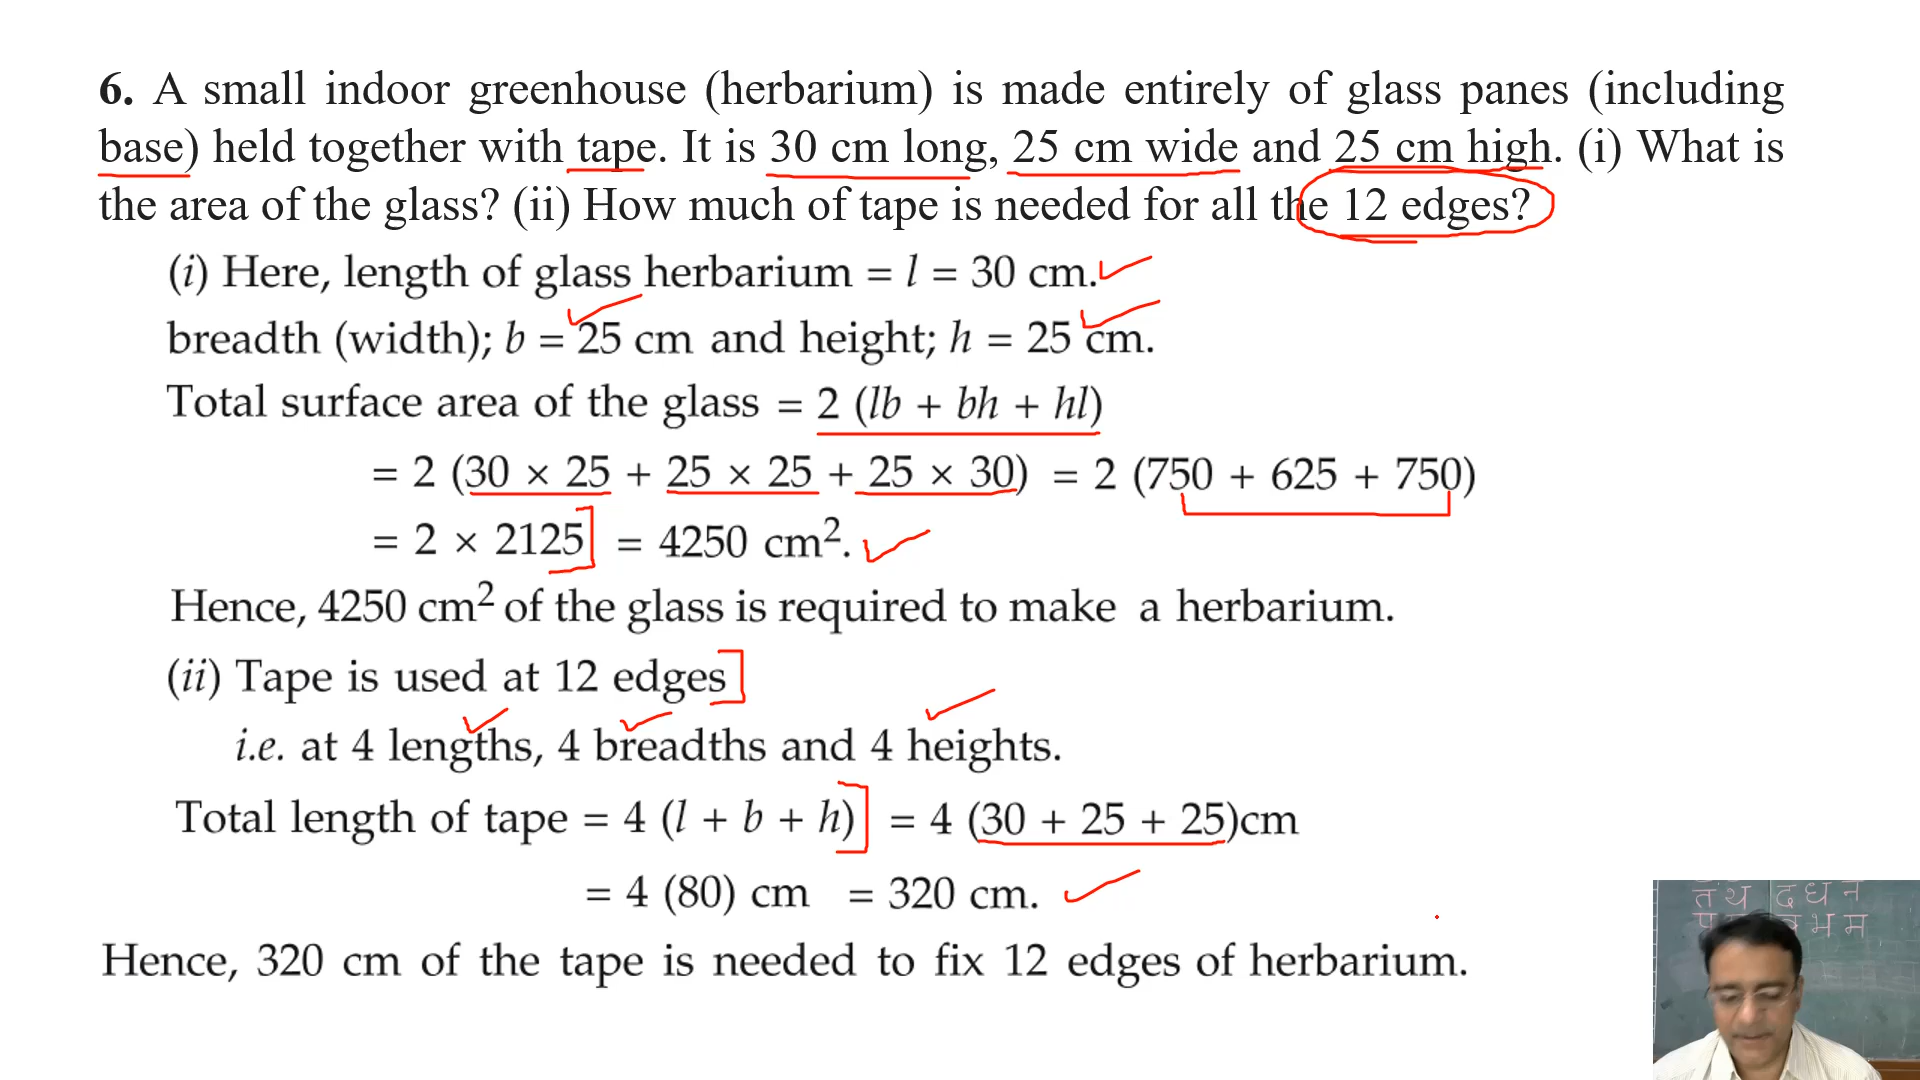 6. A small indoor greenhouse (herbarium) is made entirely of glass panes (including
base) held together with tape. It is 30 cm long, 25 cm wide and 25 cm high. (i) What is
the area of the glass? (ii) How much of tape is needed for all the 12 edges?
(i) Here, length of glass herbarium = l = 30 cm.
breadth (width); b = 25 cm and height; h = 25 cm.
Total surface area of the glass = 2 (lb + bh + hl)
= 2 (30 × 25 + 25 × 25 + 25 × 30) = 2 (750 + 625 + 750)
= 2 × 2125 = 4250 cm².
Hence, 4250 cm² of the glass is required to make a herbarium.
(ii) Tape is used at 12 edges
i.e. at 4 lengths, 4 breadths and 4 heights.
Total length of tape = 4 (l + b + h) = 4 (30 + 25 + 25)cm
= 4 (80) cm = 320 cm.
Hence, 320 cm of the tape is needed to fix 12 edges of herbarium.
त थ द ध न
प भ म